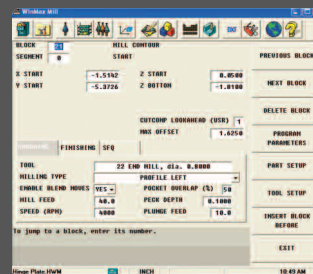 WinMax Mill
BLOCK 21 MILL CONTOUR
SEGMENT 0 START
PREVIOUS BLOCK
X START -1.5142 Z START 0.0500
Y START -5.3726 Z BOTTOM -1.0100
NEXT BLOCK
DELETE BLOCK
CUTCOMP LOOKAHEAD (USR) 1
MAX OFFSET 1.6250
PROGRAM PARAMETERS
FINISHING SFQ
TOOL 22 END MILL, dia. 0.8000
MILLING TYPE PROFILE LEFT
PART SETUP
ENABLE BLEND MOVES YES POCKET OVERLAP (%) 50
MILL FEED 40.0 PECK DEPTH 0.1000
SPEED (RPM) 4000 PLUNGE FEED 10.0
TOOL SETUP
INSERT BLOCK BEFORE
To jump to a block, enter its number.
EXIT
Hinge Plate.HWM INCH 10:49 AM